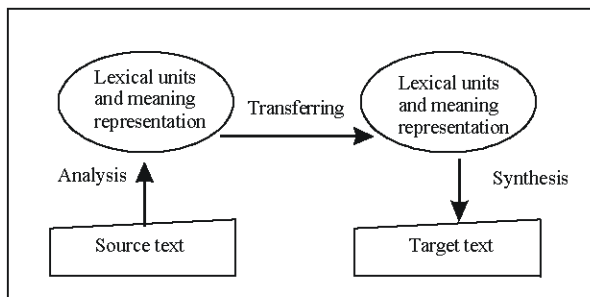 Lexical units
and meaning
representation
Transferring
Lexical units
and meaning
representation
Analysis
Synthesis
Source text
Target text